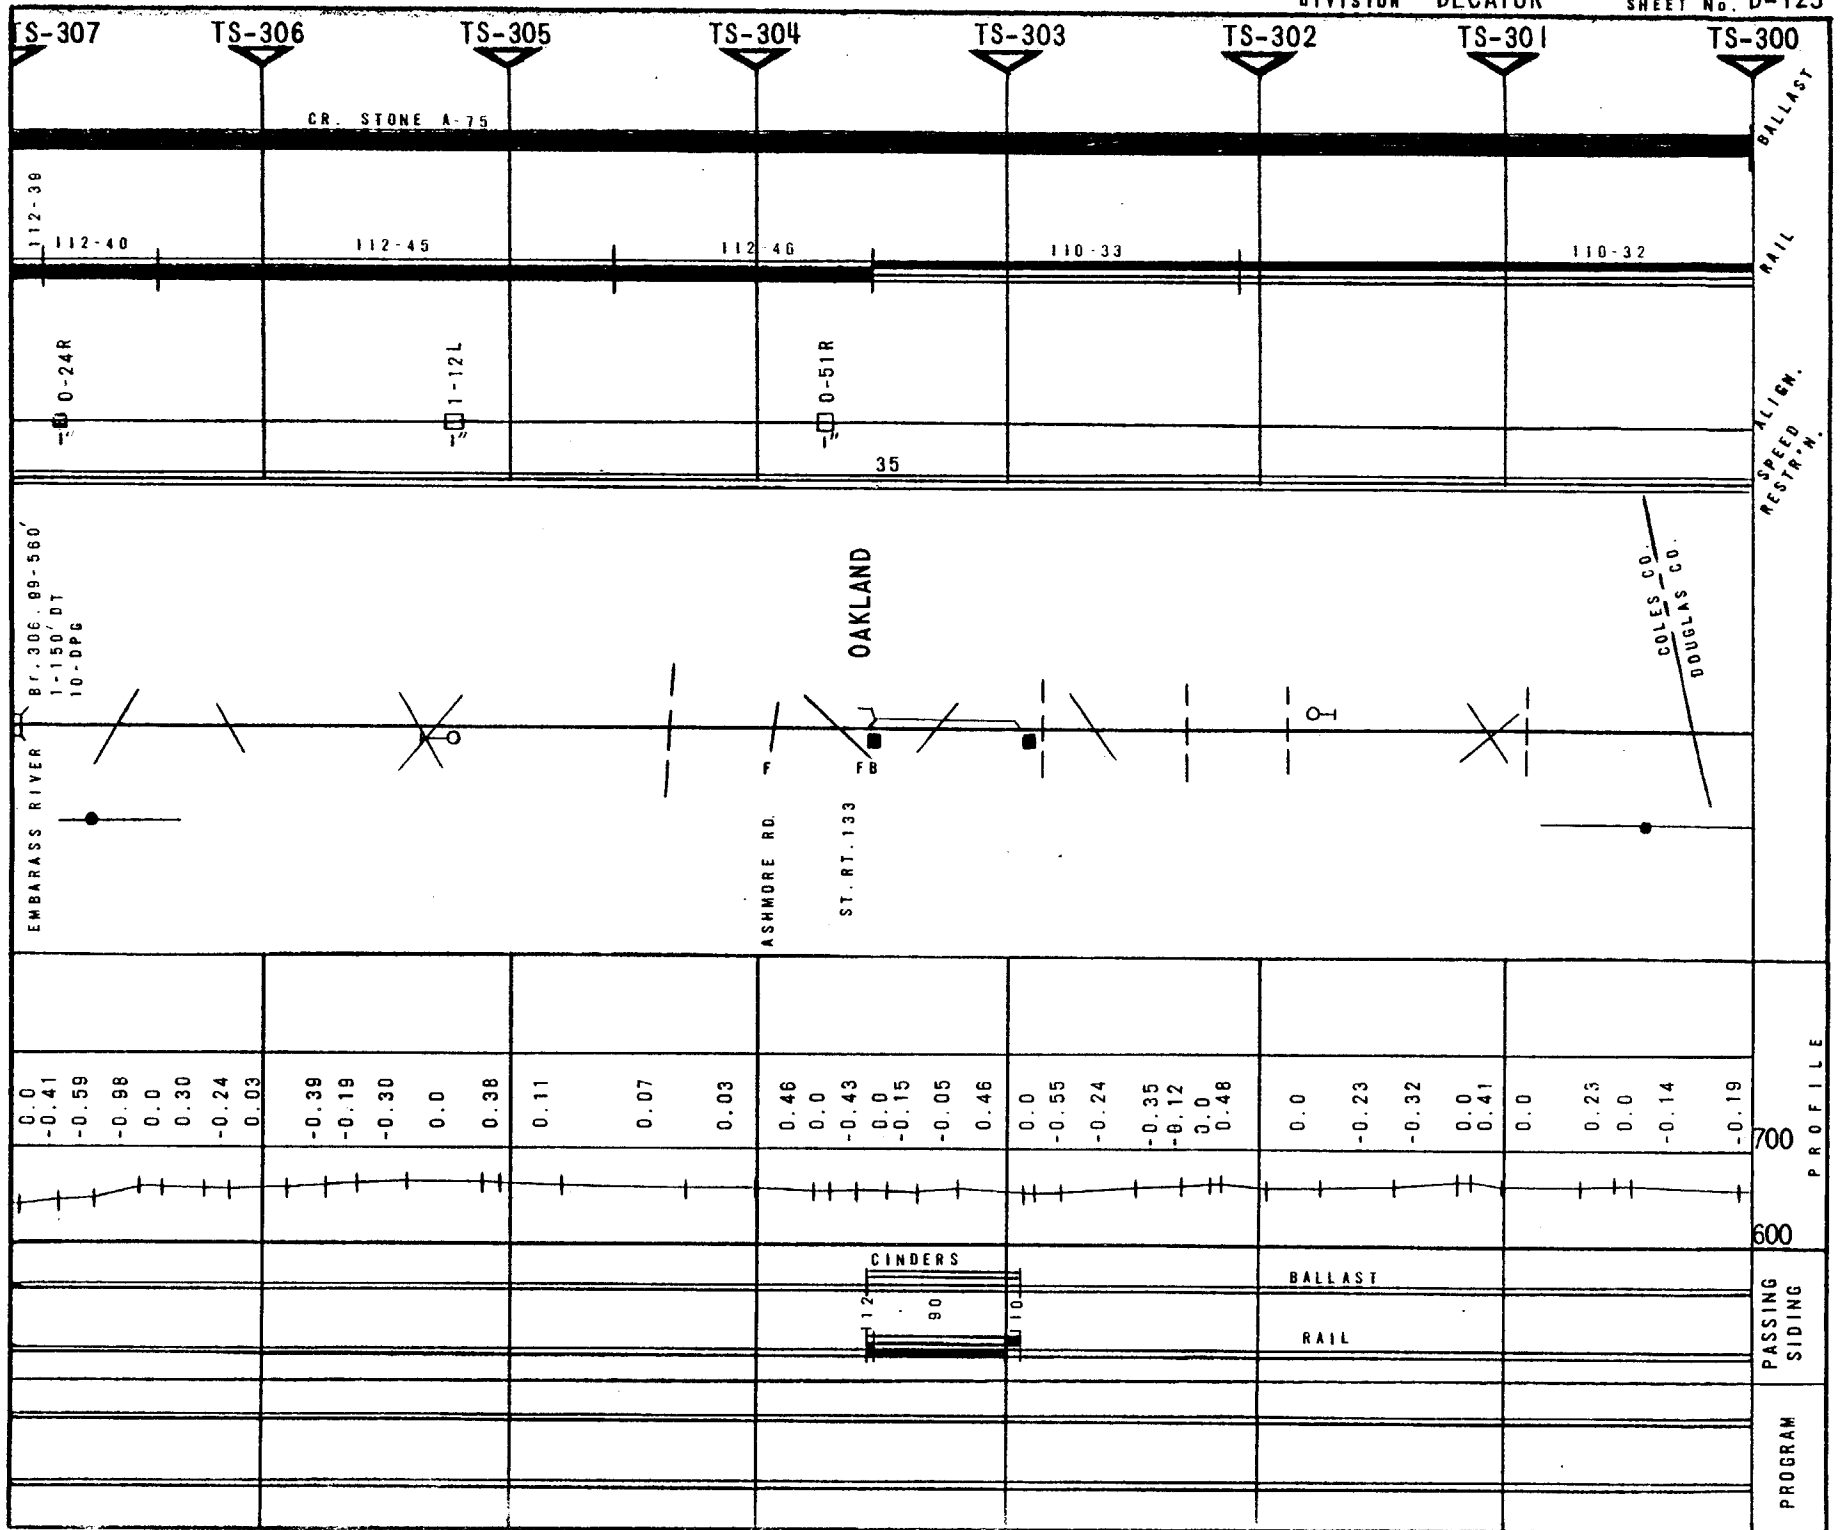 DIVISION DECATUR SHEET No. D-125
TS-307 TS-306 TS-305 TS-304 TS-303 TS-302 TS-301 TS-300
CR. STONE A-75
BALLAST
112-39
112-40 112-45 112-46 110-33 110-32
RAIL
0-24R 1-12L 0-51R
1" 1" 1"
ALIGN.
35
SPEED RESTR'N.
Br. 306.99-560'
1-150' DT
10-DPG
EMBARASS RIVER
OAKLAND
COLES CO.
DOUGLAS CO.
F FB
ASHMORE RD.
ST. RT. 133
0.0 -0.41 -0.59 -0.98 0.0 0.30 -0.24 0.03 -0.39 -0.19 -0.30 0.0 0.38 0.11 0.07 0.03 0.46 0.0 -0.43 0.0 -0.15 -0.05 0.46 0.0 -0.55 -0.24 -0.35 -0.12 0.0 0.48 0.0 -0.23 -0.32 0.0 0.41 0.0 0.23 0.0 -0.14 -0.19
700
PROFILE
600
CINDERS
BALLAST
112 90 110
RAIL
PASSING SIDING
PROGRAM